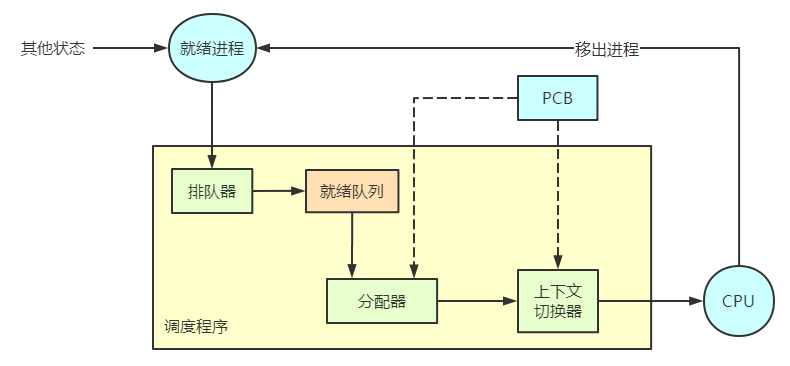 其他状态
就绪进程
移出进程
PCB
排队器
就绪队列
分配器
上下文
切换器
CPU
调度程序